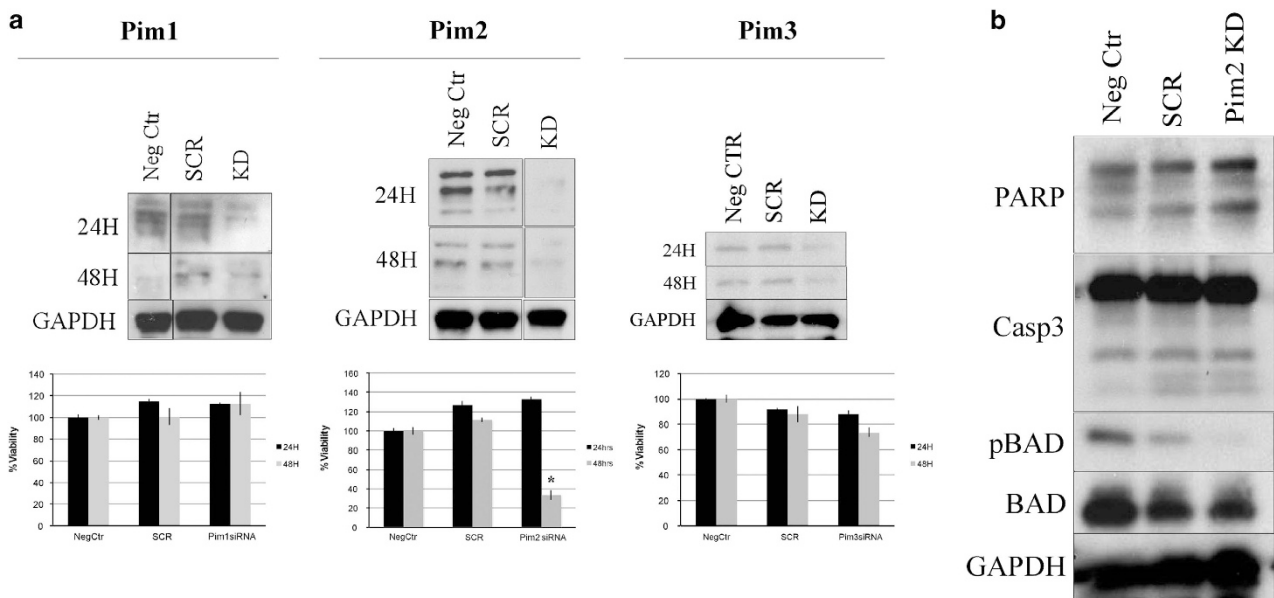 a
Pim1
Pim2
Pim3
b
Neg Ctr
SCR
KD
24H
48H
GAPDH
Neg Ctr
SCR
KD
24H
48H
GAPDH
Neg CTR
SCR
KD
24H
48H
GAPDH
% Viability
140
120
100
80
60
40
20
0
NegCtr
SCR
Pim1siRNA
24H
48H
% Viability
160
140
120
100
80
60
40
20
0
*
NegCtr
SCR
Pim2siRNA
24hrs
48hrs
% Viability
120
100
80
60
40
20
0
NegCtr
SCR
Pim3siRNA
24H
48H
Neg Ctr
SCR
Pim2 KD
PARP
Casp3
pBAD
BAD
GAPDH